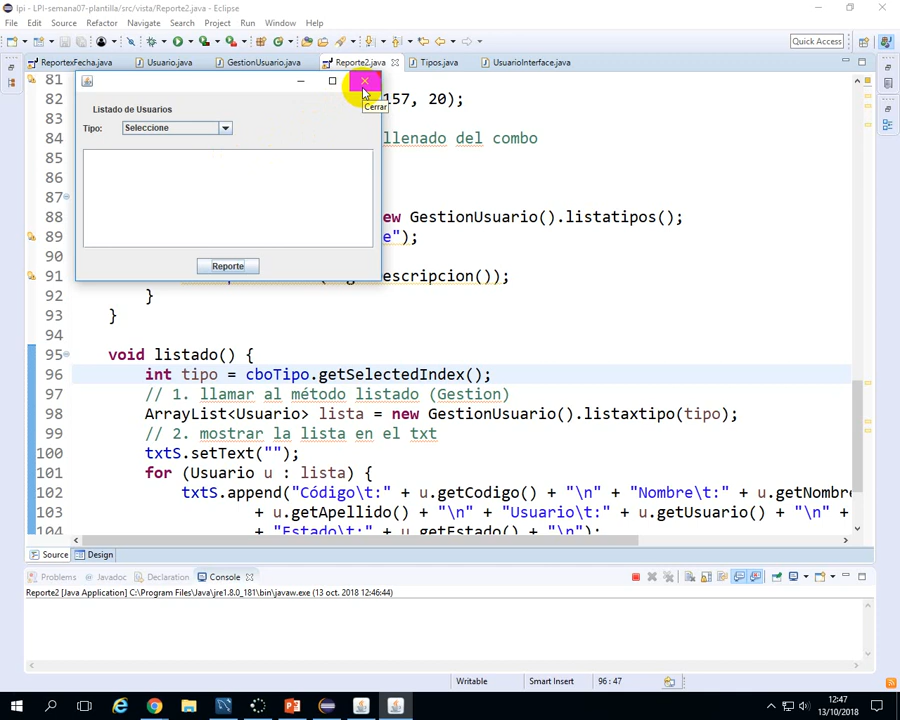 lpi - LPI-semana07-plantilla/src/vista/Reporte2.java - Eclipse
File Edit Source Refactor Navigate Search Project Run Window Help
Quick Access
ReportexFecha.java Usuario.java GestionUsuario.java Reporte2.java Tipos.java UsuarioInterface.java
81
82 157, 20);
83
84 llenado del combo
85
86
87
88 ew GestionUsuario().listatipos();
89 e");
90
91 escripcion());
92 }
93 }
94
95 void listado() {
96 int tipo = cboTipo.getSelectedIndex();
97 // 1. llamar al método listado (Gestion)
98 ArrayList<Usuario> lista = new GestionUsuario().listaxtipo(tipo);
99 // 2. mostrar la lista en el txt
100 txtS.setText("");
101 for (Usuario u : lista) {
102 txtS.append("Código\t:" + u.getCodigo() + "\n" + "Nombre\t:" + u.getNombre
103 + u.getApellido() + "\n" + "Usuario\t:" + u.getUsuario() + "\n" +
104 + "Estado\t:" + u.getEstado() + "\n");
Cerrar
Listado de Usuarios
Tipo: Seleccione
Reporte
Source Design
Problems Javadoc Declaration Console
Reporte2 [Java Application] C:\Program Files\Java\jre1.8.0_181\bin\javaw.exe (13 oct. 2018 12:46:44)
Writable Smart Insert 96 : 47
12:47
13/10/2018